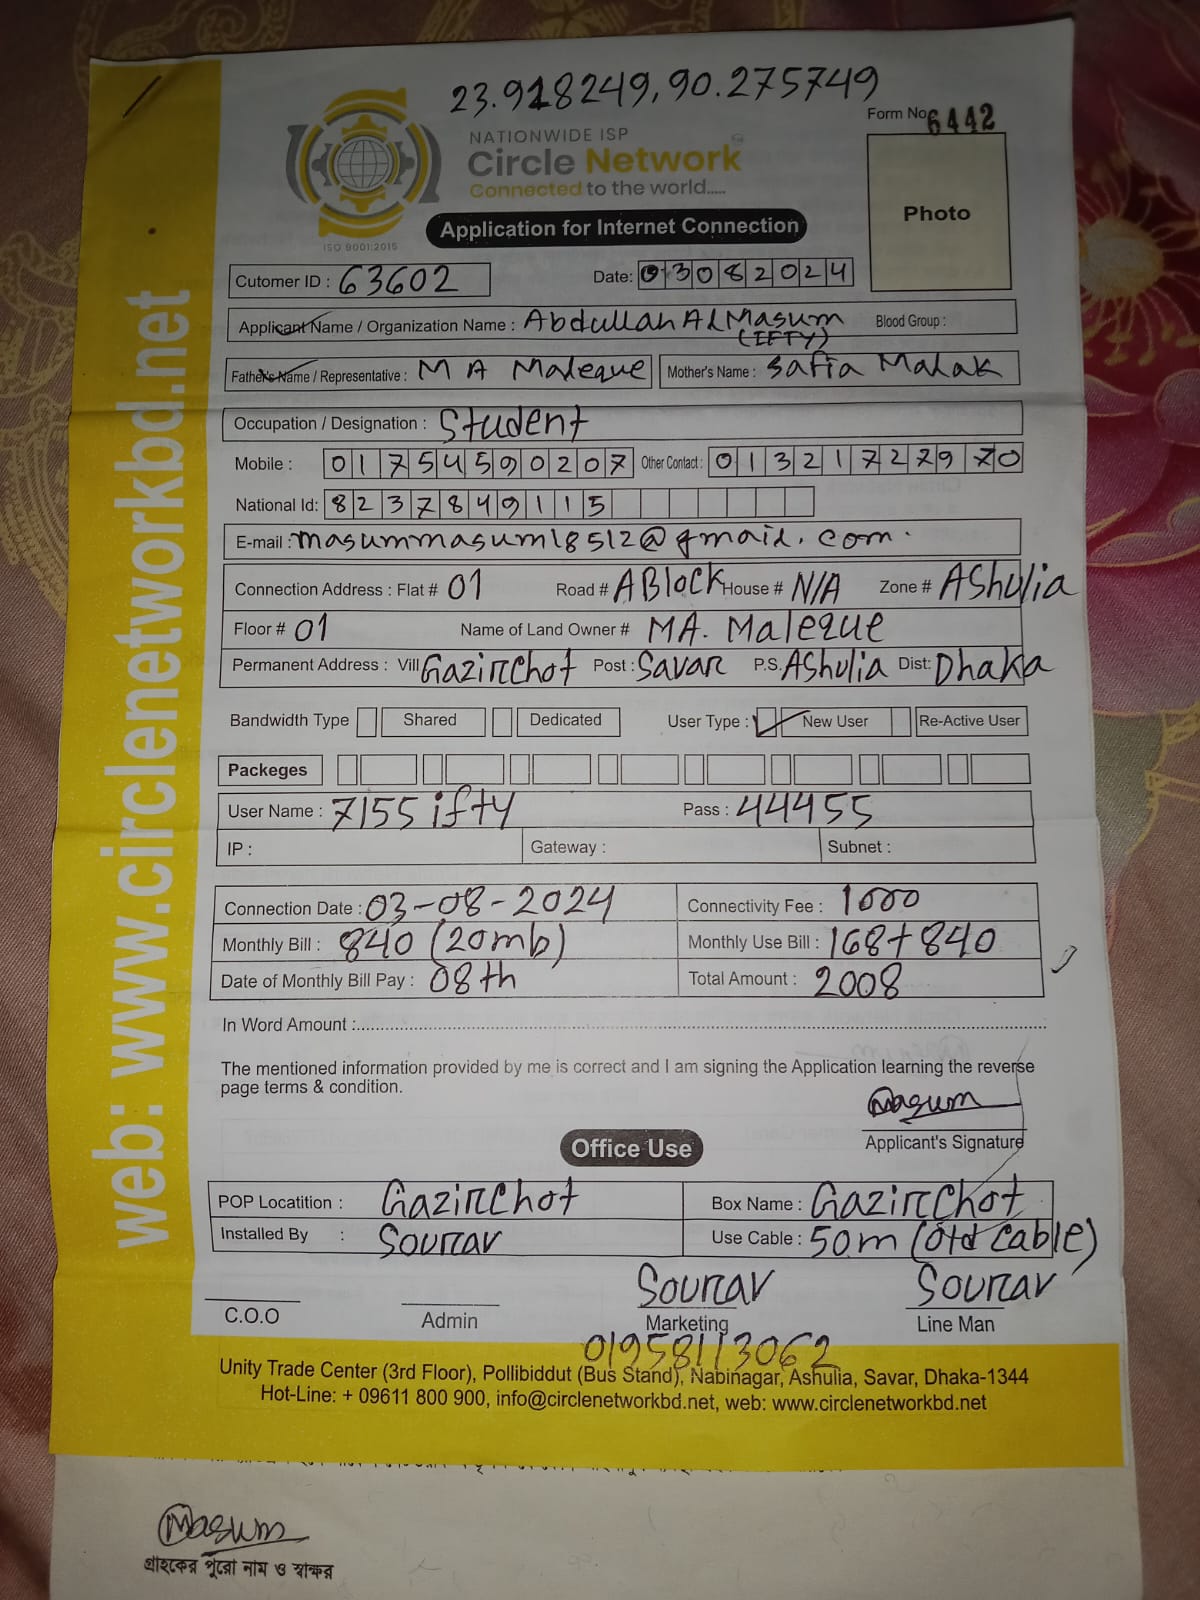 23.918249, 90.275749
Form No 6442
NATIONWIDE ISP
Circle Network
Connected to the world.....
ISO 9001:2015
Application for Internet Connection
Photo
Cutomer ID : 63602 Date: 03082024
Applicant Name / Organization Name : Abdullah Al Masum Blood Group :
(IFTY)
Father's Name / Representative : M A Maleque Mother's Name : Safia Malak
Occupation / Designation : Student
Mobile : 01754590207 Other Contact : 01321722970
National Id: 8237849115
E-mail : masummasum18512@gmail.com.
Connection Address : Flat # 01 Road # A Block House # N/A Zone # AShulia
Floor # 01 Name of Land Owner # MA. Maleque
Permanent Address : Vill Gazirchot Post : Savar P.S. AShulia Dist: Dhaka
Bandwidth Type Shared Dedicated User Type : New User Re-Active User
Packeges
User Name : 7155 ifty Pass : 44455
IP : Gateway : Subnet :
Connection Date : 03-08-2024 Connectivity Fee : 1000
Monthly Bill : 840 (20mb) Monthly Use Bill : 168+840
Date of Monthly Bill Pay : 08th Total Amount : 2008
In Word Amount :
The mentioned information provided by me is correct and I am signing the Application learning the reverse
page terms & condition.
Masum
Applicant's Signature
Office Use
POP Locatition : Gazirchot Box Name : Gazirchot
Installed By : Sourav Use Cable : 50m (Old Cable)
Sourav Sourav
C.O.O Admin Marketing Line Man
01958113062
Unity Trade Center (3rd Floor), Pollibiddut (Bus Stand), Nabinagar, Ashulia, Savar, Dhaka-1344
Hot-Line: + 09611 800 900, info@circlenetworkbd.net, web: www.circlenetworkbd.net
web: www.circlenetworkbd.net
Masum
গ্রাহকের পুরো নাম ও স্বাক্ষর